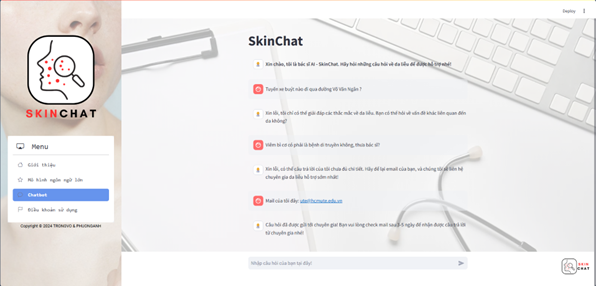 Deploy
SKINCHAT
Menu
Giới thiệu
Mô hình ngôn ngữ lớn
Chatbot
Điều khoản sử dụng
Copyright © 2024 TRONGVO & PHUONGANH
SkinChat
Xin chào, tôi là bác sĩ AI - SkinChat. Hãy hỏi những câu hỏi về da liễu để được hỗ trợ nhé!
Tuyến xe buýt nào đi qua đường Võ Văn Ngân ?
Xin lỗi, tôi chỉ có thể giải đáp các thắc mắc về da liễu. Bạn có thể hỏi về vấn đề khác liên quan đến
da không?
Viêm bì cơ có phải là bệnh di truyền không, thưa bác sĩ?
Xin lỗi, có thể câu trả lời của tôi chưa đủ chi tiết. Hãy để lại email của bạn, và chúng tôi sẽ liên hệ
chuyên gia da liễu hỗ trợ sớm nhất!
Mail của tôi đây:
Câu hỏi đã được gửi tới chuyên gia! Bạn vui lòng check mail sau
ngày để nhận được câu trả lời
từ chuyên gia nhé!
Nhập câu hỏi của bạn tại đây!
SKIN
CHAT